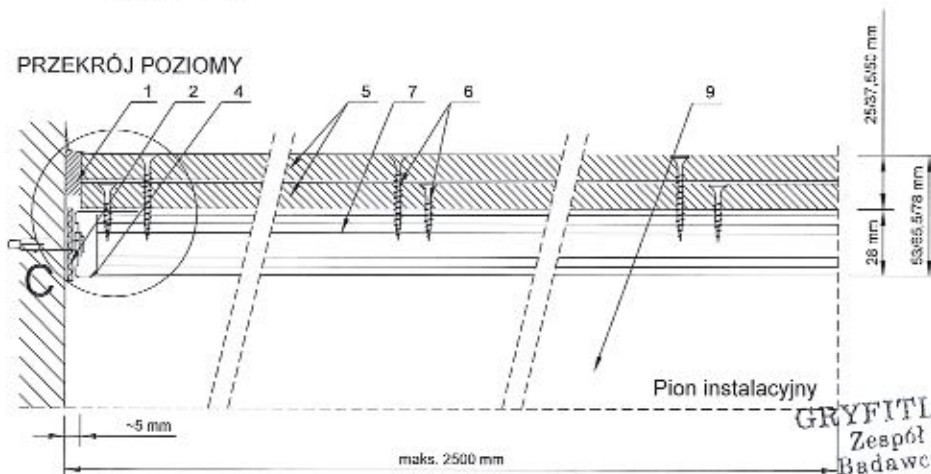 PRZEKRÓJ POZIOMY
1 2 4 5 7 6 9
25/37,5/50 mm
28 mm
53/65,5/78 mm
C
Pion instalacyjny
~5 mm
maks. 2500 mm
GRYFITL
Zespół
Badawc